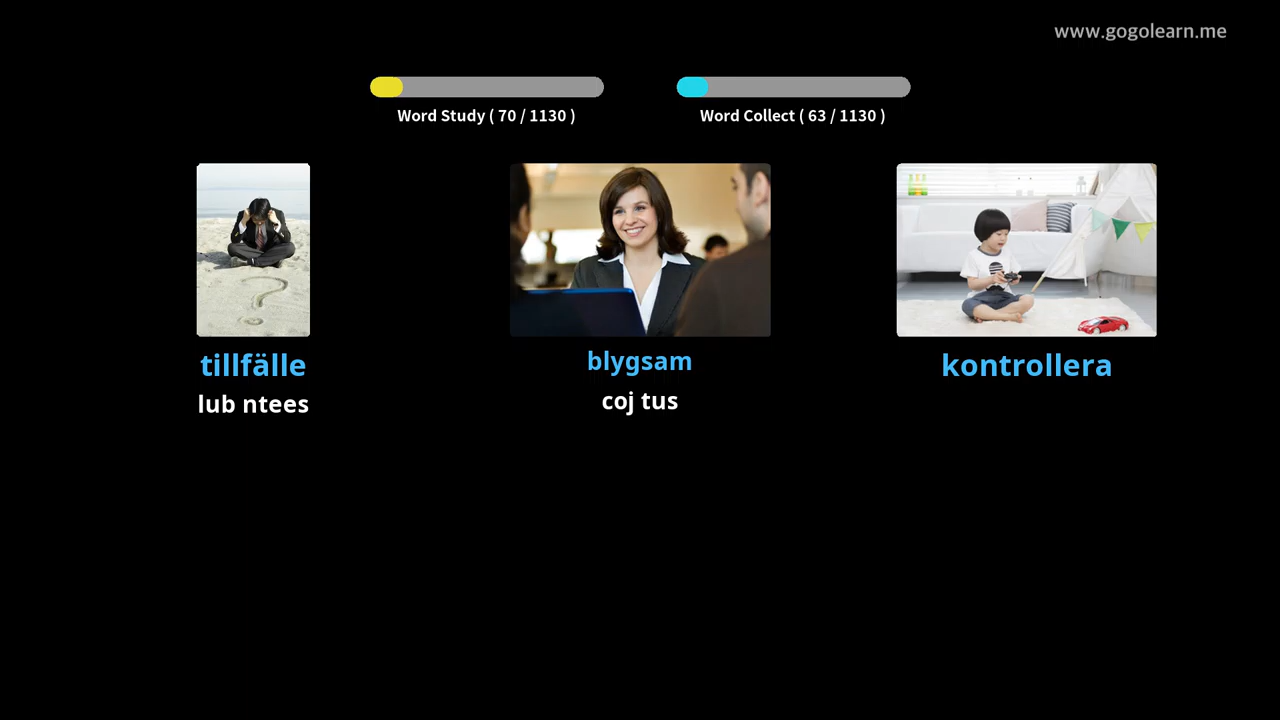 www.gogolearn.me
Word Study ( 70 / 1130 )
Word Collect ( 63 / 1130 )
tillfälle
lub ntees
blygsam
coj tus
kontrollera